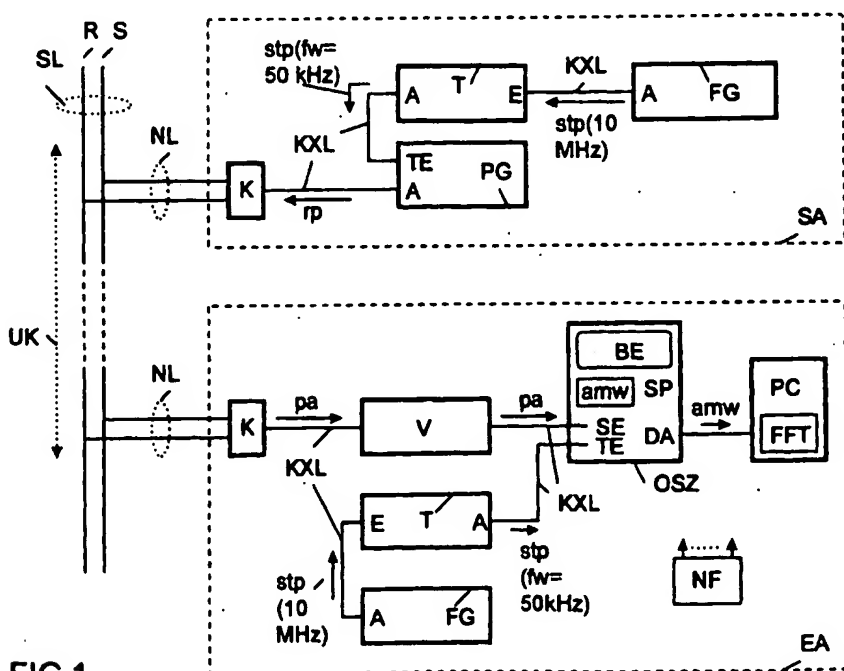 R S
SL
NL
UK
stp(fw=
50 kHz)
A T E
KXL
A FG
stp(10
MHz)
KXL
TE
A PG
K
rp
SA
NL
K
pa
V
pa
KXL
BE
amw SP
SE
TE DA
OSZ
amw
PC
FFT
KXL
E T A
stp
(10
MHz)
stp
(fw=
50kHz)
A FG
NF
EA
FIG 1